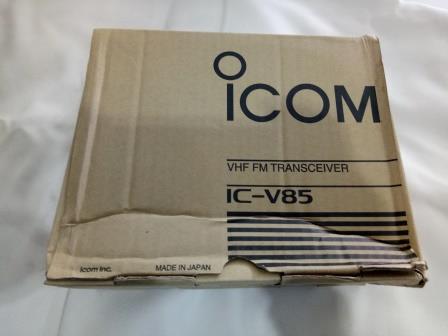 ICOM
VHF FM TRANSCEIVER
IC-V85
Icom Inc.
MADE IN JAPAN